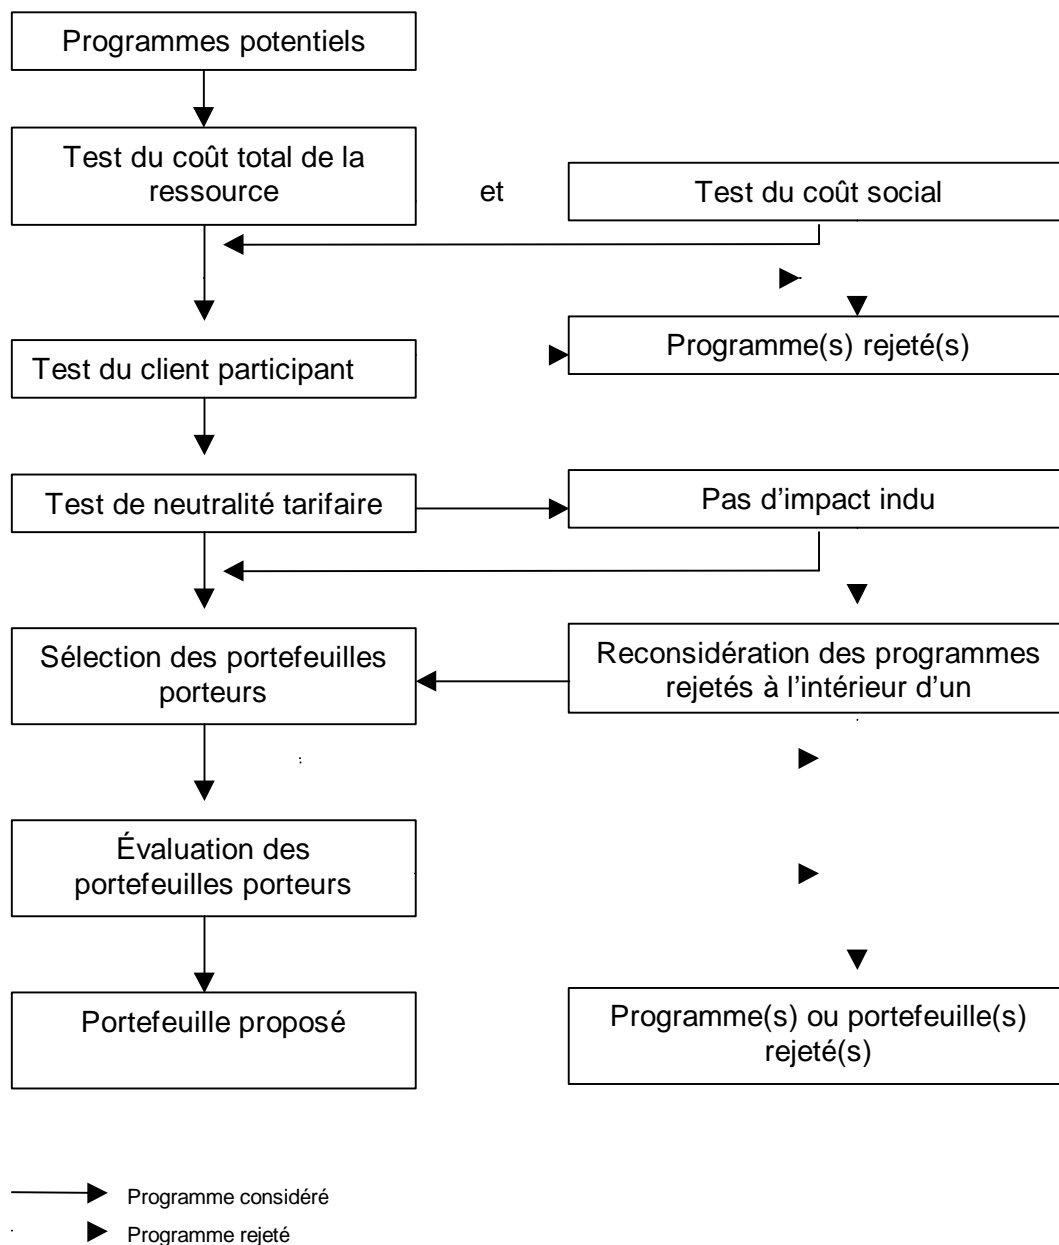 Programmes potentiels
Test du coût total de la
ressource
et
Test du coût social
Programme(s) rejeté(s)
Test du client participant
Test de neutralité tarifaire
Pas d'impact indu
Sélection des portefeuilles
porteurs
Reconsidération des programmes
rejetés à l'intérieur d'un
Évaluation des
portefeuilles porteurs
Portefeuille proposé
Programme(s) ou portefeuille(s)
rejeté(s)
Programme considéré
Programme rejeté